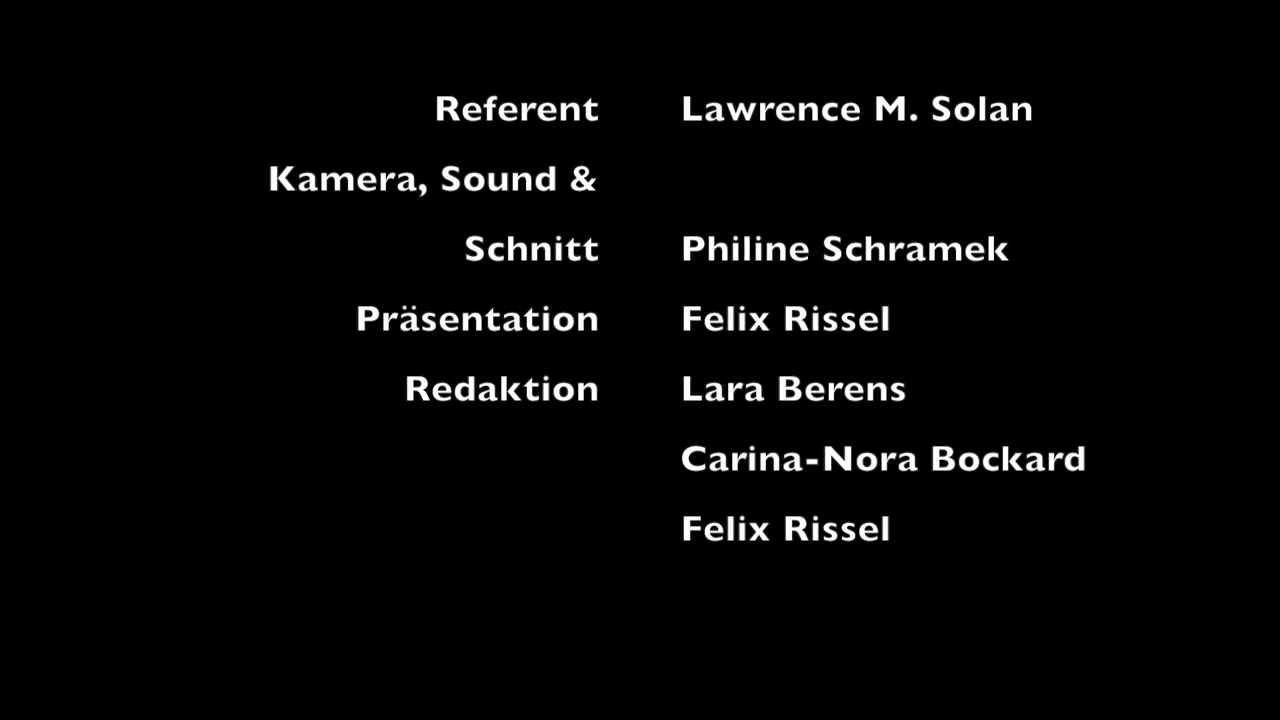 Referent Lawrence M. Solan
Kamera, Sound &
Schnitt Philine Schramek
Präsentation Felix Rissel
Redaktion Lara Berens
Carina-Nora Bockard
Felix Rissel